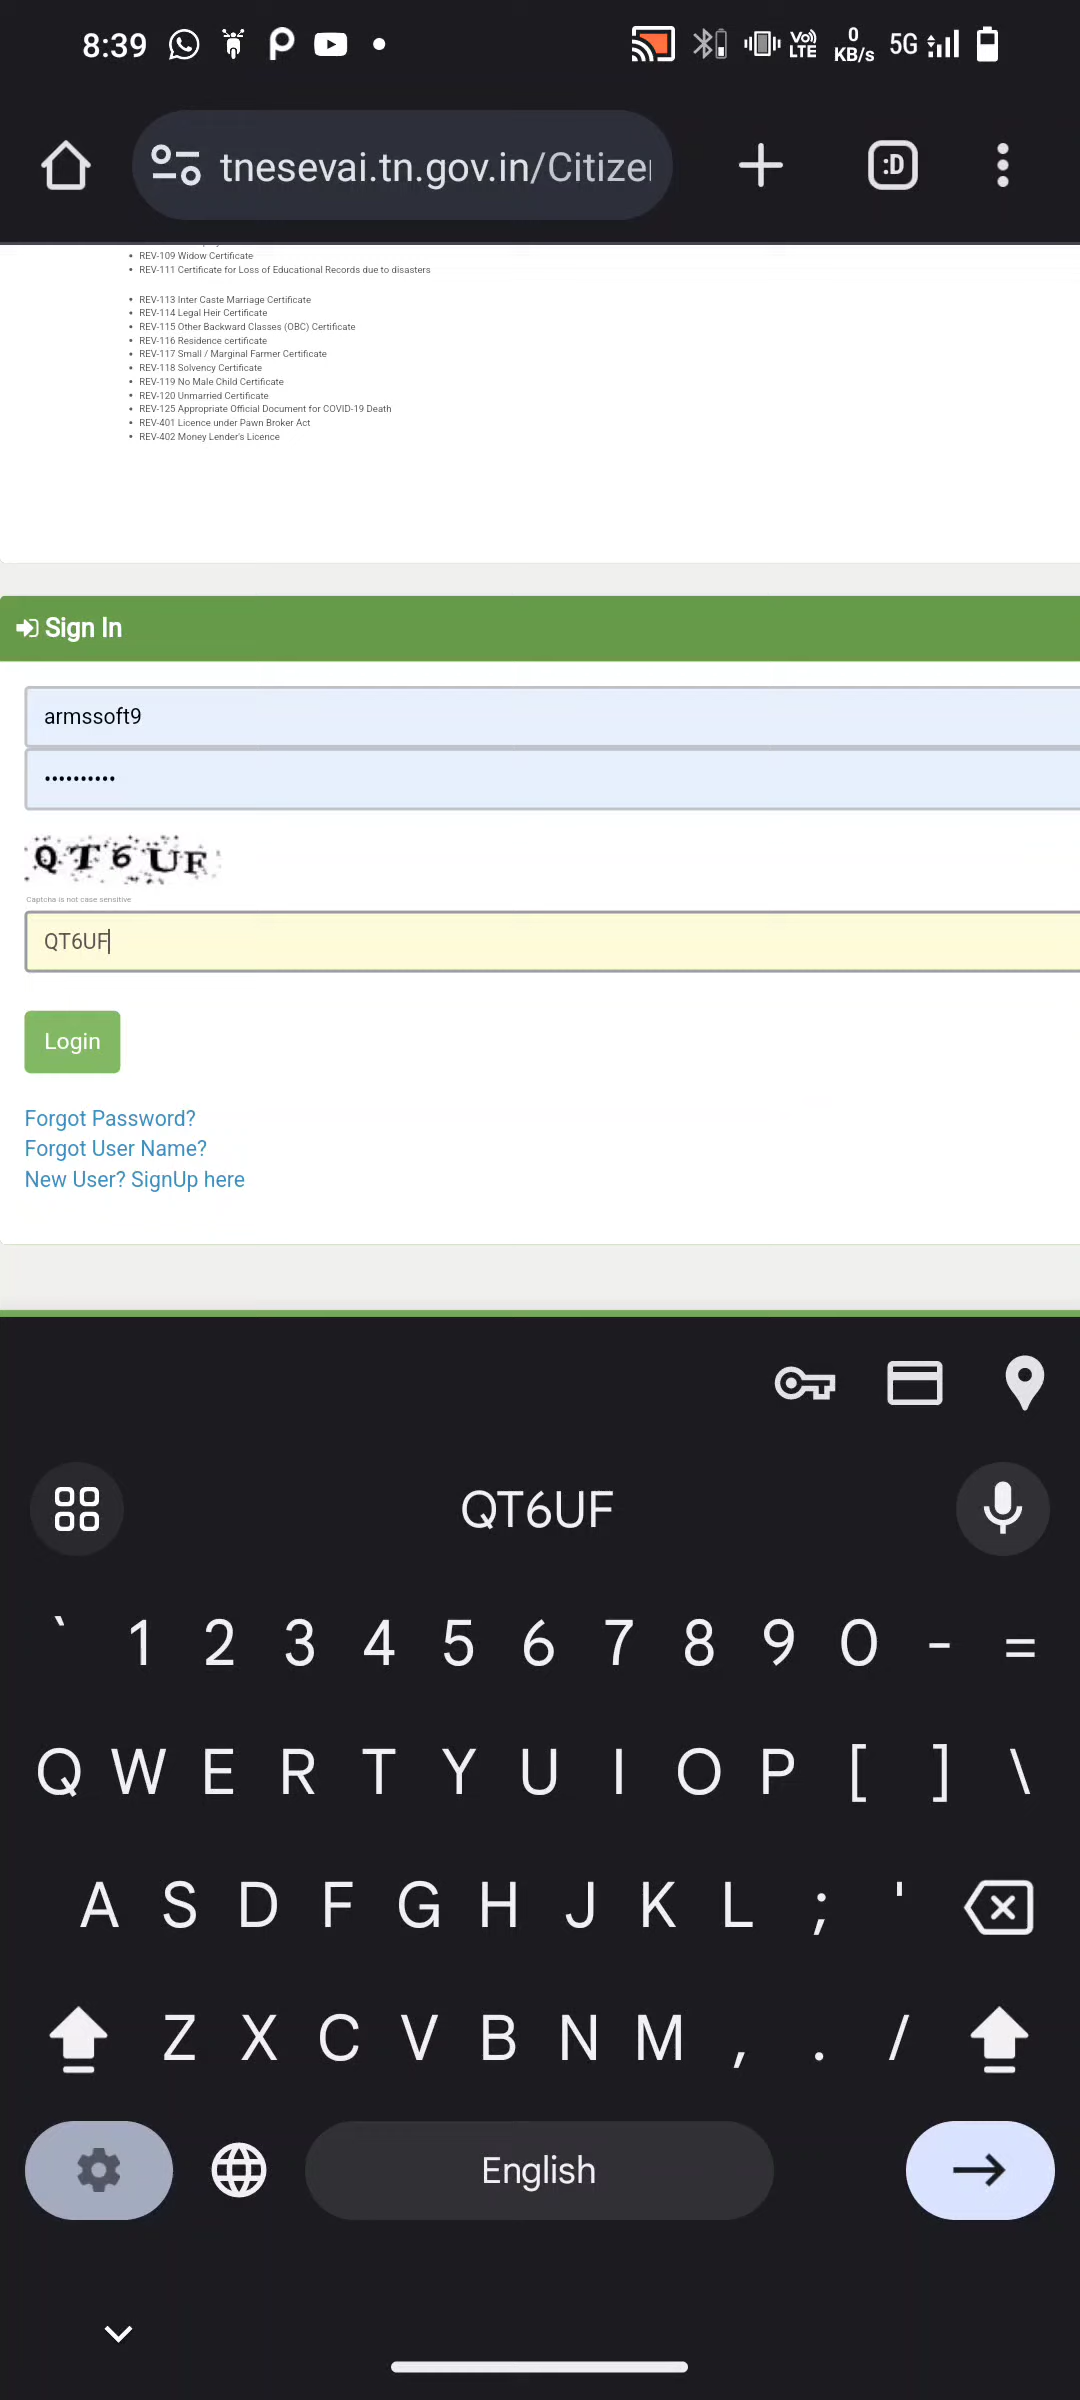 8:39
Vo)) LTE
0 KB/s
5G
tnesevai.tn.gov.in/Citize
:D
• REV-109 Widow Certificate
• REV-111 Certificate for Loss of Educational Records due to disasters
• REV-113 Inter Caste Marriage Certificate
• REV-114 Legal Heir Certificate
• REV-115 Other Backward Classes (OBC) Certificate
• REV-116 Residence certificate
• REV-117 Small / Marginal Farmer Certificate
• REV-118 Solvency Certificate
• REV-119 No Male Child Certificate
• REV-120 Unmarried Certificate
• REV-125 Appropriate Official Document for COVID-19 Death
• REV-401 Licence under Pawn Broker Act
• REV-402 Money Lender's Licence
Sign In
armssoft9
••••••••••
QT6UF
Captcha is not case sensitive
QT6UF
Login
Forgot Password?
Forgot User Name?
New User? SignUp here
QT6UF
` 1 2 3 4 5 6 7 8 9 0 - =
Q W E R T Y U I O P [ ] \
A S D F G H J K L ; '
Z X C V B N M , . /
English